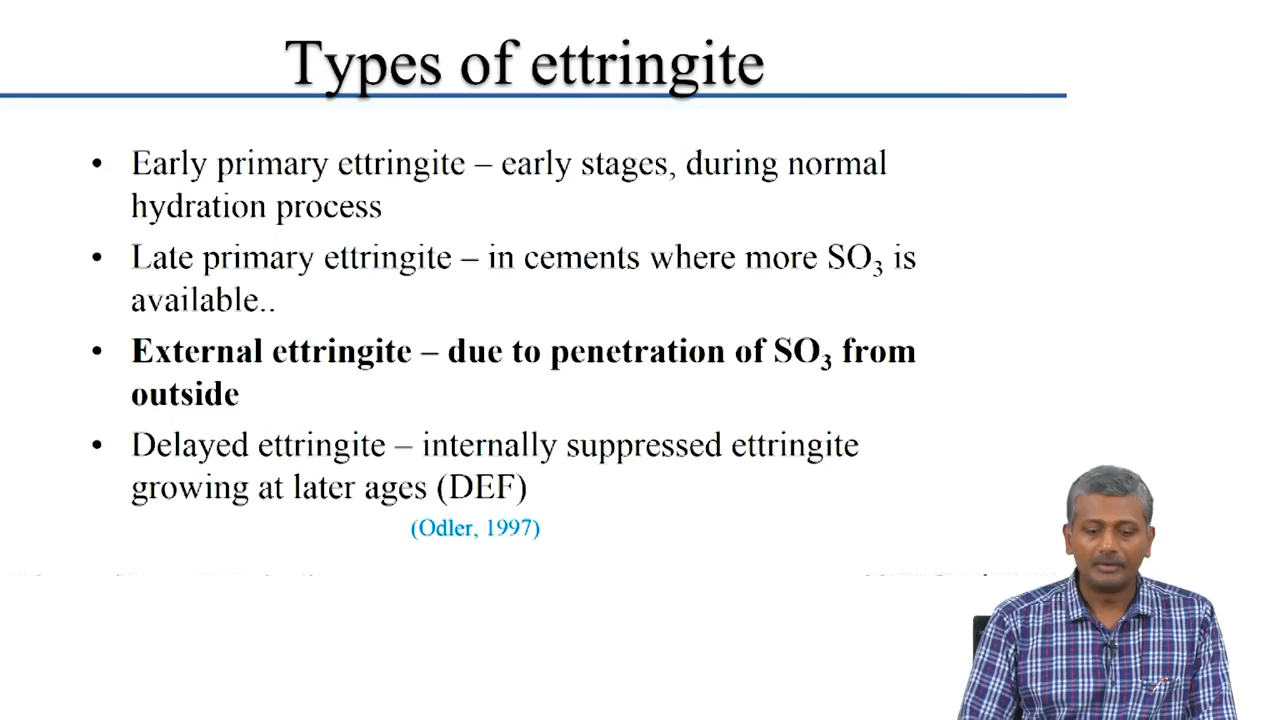 Types of ettringite
• Early primary ettringite – early stages, during normal
hydration process
• Late primary ettringite – in cements where more SO₃ is
available..
• External ettringite – due to penetration of SO₃ from
outside
• Delayed ettringite – internally suppressed ettringite
growing at later ages (DEF)
(Odler, 1997)